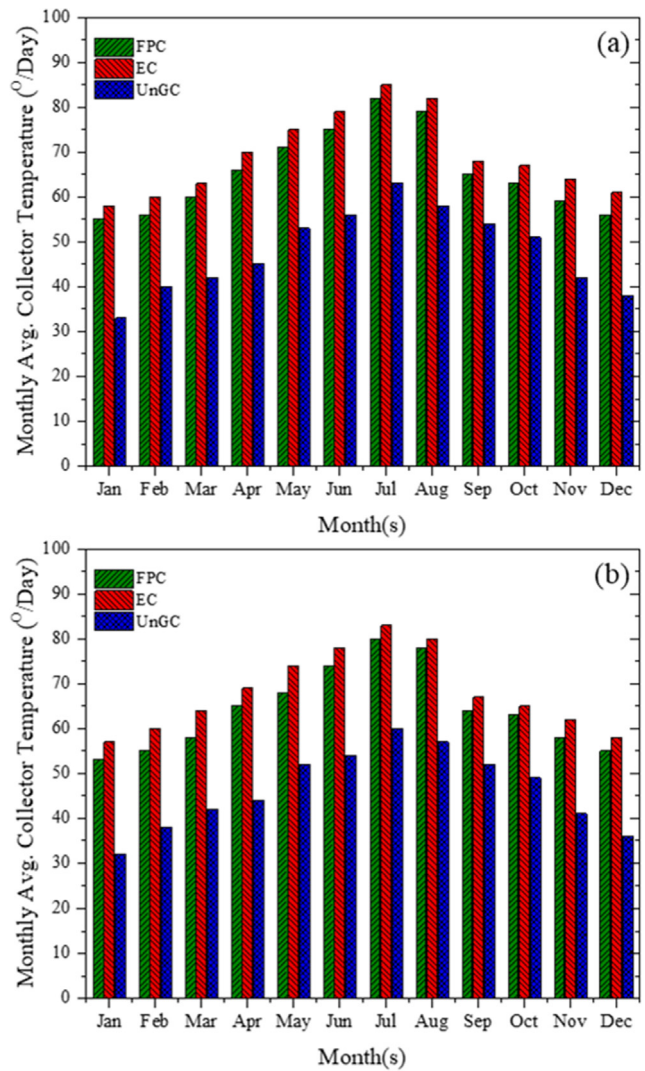 100
90
80
70
60
50
40
30
20
10
0
Monthly Avg. Collector Temperature (O/Day)
FPC
EC
UnGC
(a)
Jan Feb Mar Apr May Jun Jul Aug Sep Oct Nov Dec
Month(s)
100
90
80
70
60
50
40
30
20
10
0
Monthly Avg. Collector Temperature (O/Day)
FPC
EC
UnGC
(b)
Jan Feb Mar Apr May Jun Jul Aug Sep Oct Nov Dec
Month(s)